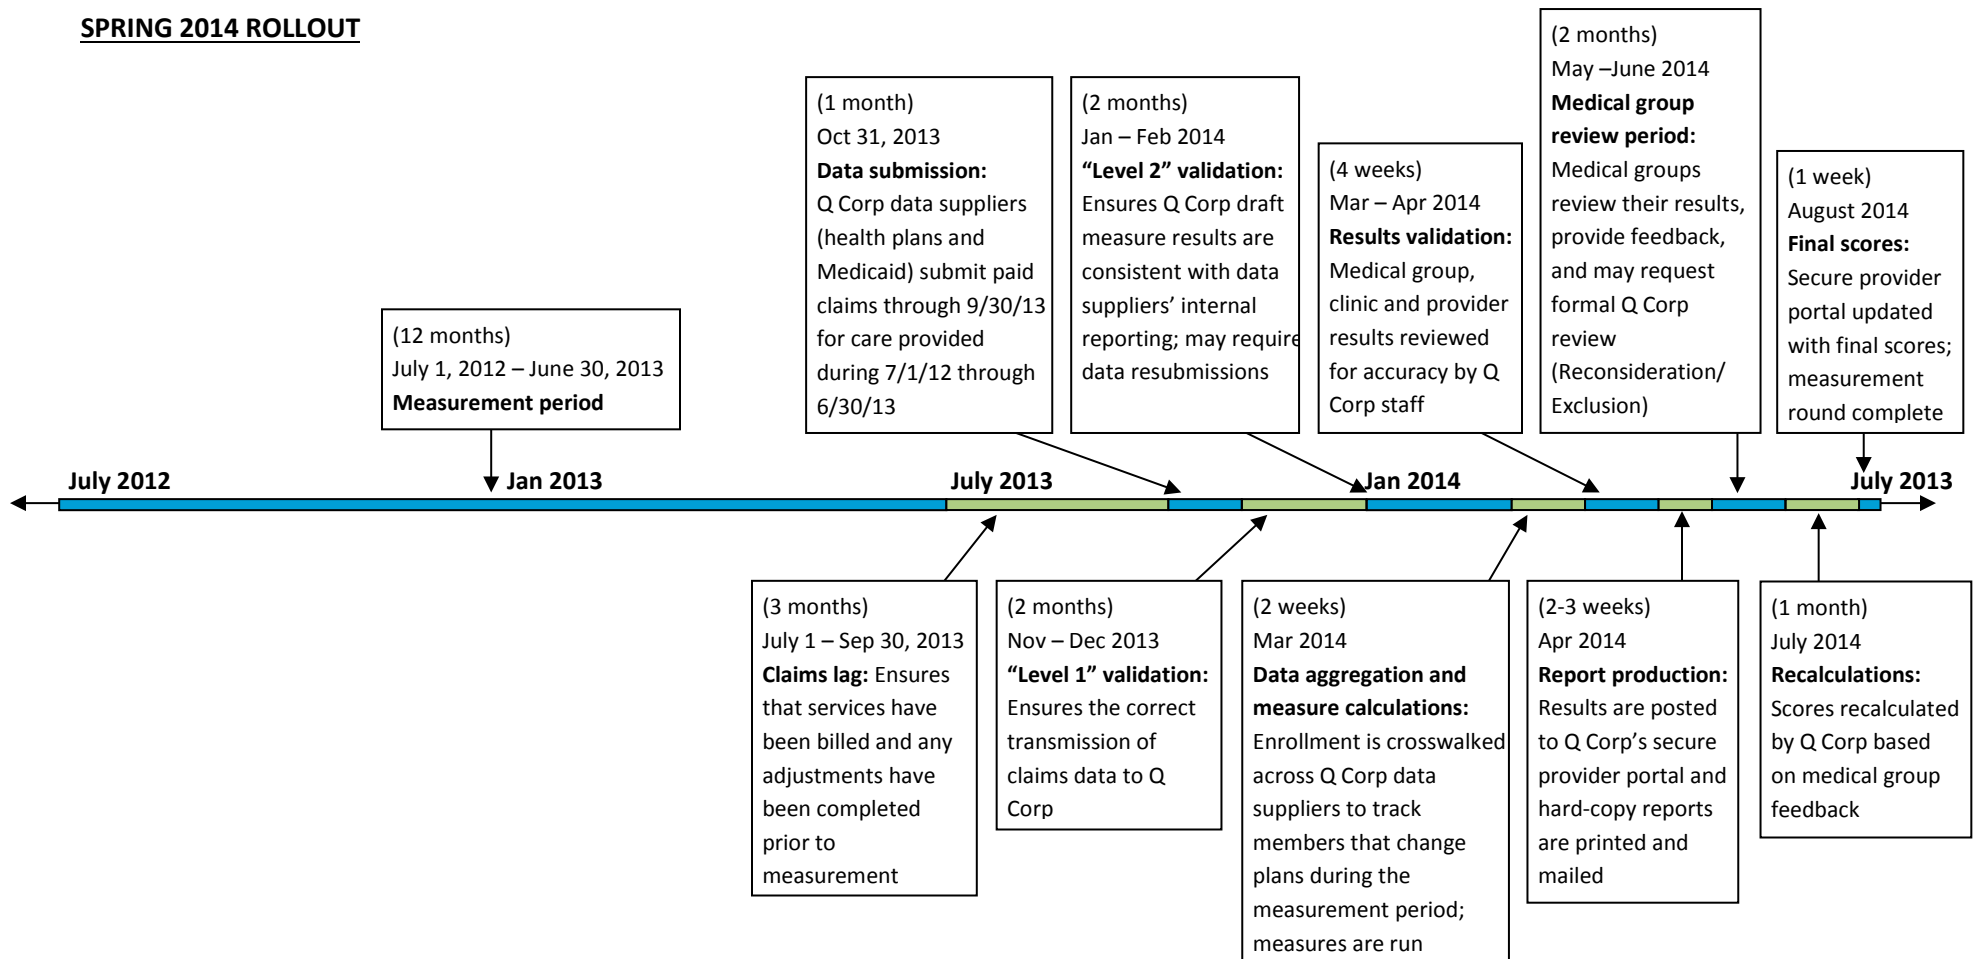 SPRING 2014 ROLLOUT
(12 months)
July 1, 2012 – June 30, 2013
Measurement period
(1 month)
Oct 31, 2013
Data submission:
Q Corp data suppliers
(health plans and
Medicaid) submit paid
claims through 9/30/13
for care provided
during 7/1/12 through
6/30/13
(2 months)
Jan – Feb 2014
“Level 2” validation:
Ensures Q Corp draft
measure results are
consistent with data
suppliers’ internal
reporting; may require
data resubmissions
(4 weeks)
Mar – Apr 2014
Results validation:
Medical group,
clinic and provider
results reviewed
for accuracy by Q
Corp staff
(2 months)
May –June 2014
Medical group
review period:
Medical groups
review their results,
provide feedback,
and may request
formal Q Corp
review
(Reconsideration/
Exclusion)
(1 week)
August 2014
Final scores:
Secure provider
portal updated
with final scores;
measurement
round complete
July 2012
Jan 2013
July 2013
Jan 2014
July 2013
(3 months)
July 1 – Sep 30, 2013
Claims lag: Ensures
that services have
been billed and any
adjustments have
been completed
prior to
measurement
(2 months)
Nov – Dec 2013
“Level 1” validation:
Ensures the correct
transmission of
claims data to Q
Corp
(2 weeks)
Mar 2014
Data aggregation and
measure calculations:
Enrollment is crosswalked
across Q Corp data
suppliers to track
members that change
plans during the
measurement period;
measures are run
(2-3 weeks)
Apr 2014
Report production:
Results are posted
to Q Corp’s secure
provider portal and
hard-copy reports
are printed and
mailed
(1 month)
July 2014
Recalculations:
Scores recalculated
by Q Corp based
on medical group
feedback